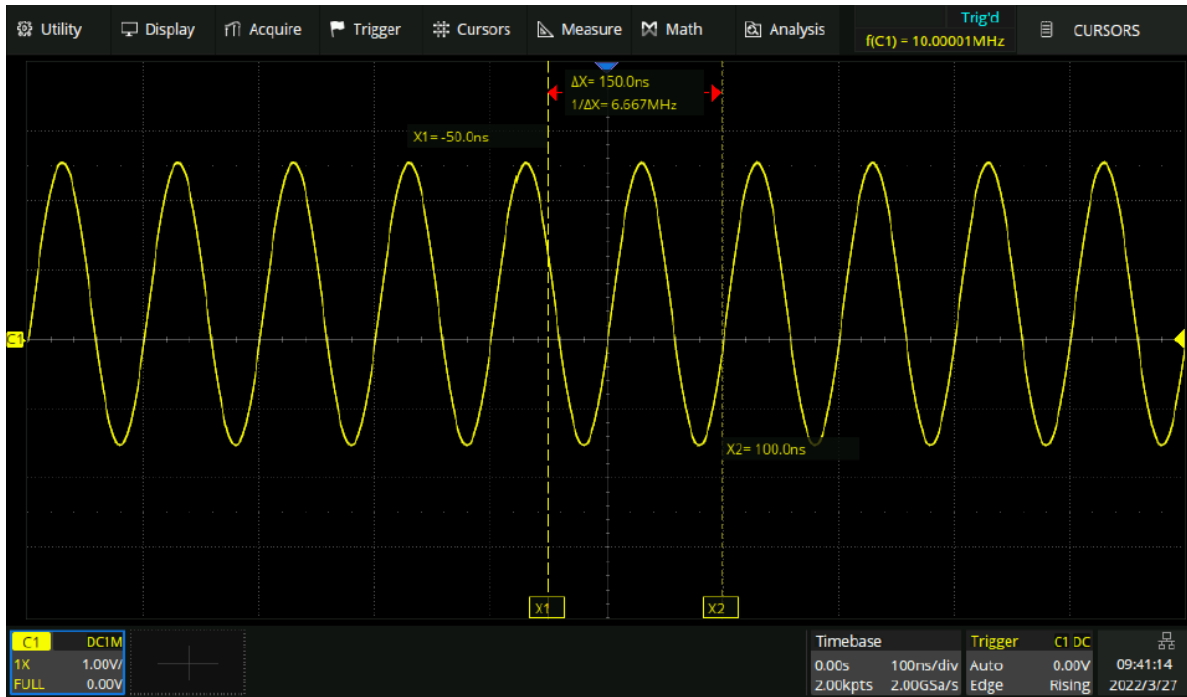 Utility Display Acquire Trigger Cursors Measure Math Analysis
Trig'd
f(C1) = 10.00001MHz
CURSORS
ΔX= 150.0ns
1/ΔX= 6.667MHz
X1= -50.0ns
C1
X2= 100.0ns
X1 X2
C1 DC1M
1X 1.00V/
FULL 0.00V
Timebase
0.00s 100ns/div
2.00kpts 2.00GSa/s
Trigger C1 DC
Auto 0.00V
Edge Rising
09:41:14
2022/3/27